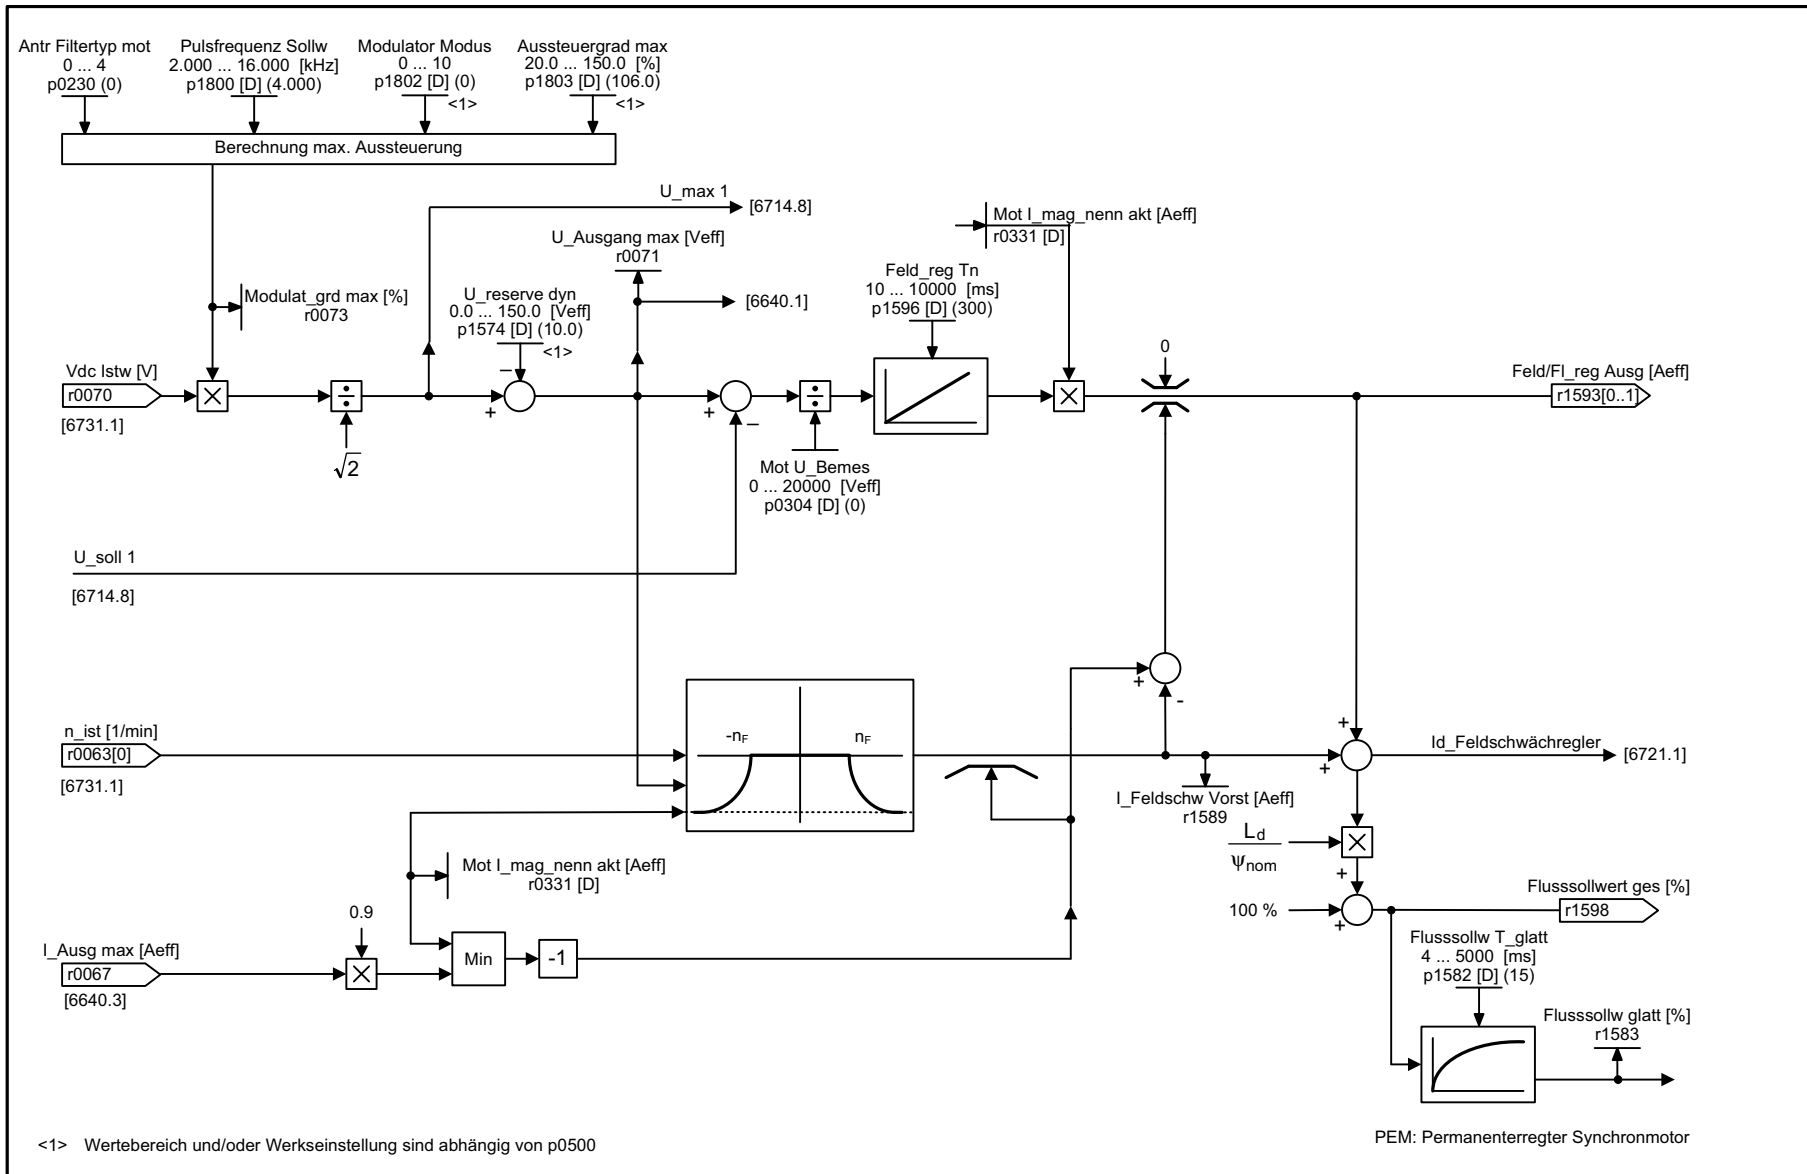 Antr Filtertyp mot
0 ... 4
p0230 (0)
Pulsfrequenz Sollw
2.000 ... 16.000 [kHz]
p1800 [D] (4.000)
Modulator Modus
0 ... 10
p1802 [D] (0)
<1>
Aussteuergrad max
20.0 ... 150.0 [%]
p1803 [D] (106.0)
<1>
Berechnung max. Aussteuerung
U_max 1
[6714.8]
U_Ausgang max [Veff]
r0071
[6640.1]
Mot I_mag_nenn akt [Aeff]
r0331 [D]
Modulat_grd max [%]
r0073
U_reserve dyn
0.0 ... 150.0 [Veff]
p1574 [D] (10.0)
<1>
Feld_reg Tn
10 ... 10000 [ms]
p1596 [D] (300)
0
Vdc Istw [V]
r0070
[6731.1]
×
÷
√2
–
+
+
–
÷
×
Mot U_Bemes
0 ... 20000 [Veff]
p0304 [D] (0)
Feld/Fl_reg Ausg [Aeff]
r1593[0..1]
U_soll 1
[6714.8]
+
-
n_ist [1/min]
r0063[0]
[6731.1]
-nF
nF
I_Feldschw Vorst [Aeff]
r1589
+
+
Id_Feldschwächregler
[6721.1]
Ld
ψnom
×
+
Mot I_mag_nenn akt [Aeff]
r0331 [D]
100 %
+
Flusssollwert ges [%]
r1598
0.9
I_Ausg max [Aeff]
r0067
[6640.3]
×
Min
-1
Flusssollw T_glatt
4 ... 5000 [ms]
p1582 [D] (15)
Flusssollw glatt [%]
r1583
<1> Wertebereich und/oder Werkseinstellung sind abhängig von p0500
PEM: Permanenterregter Synchronmotor